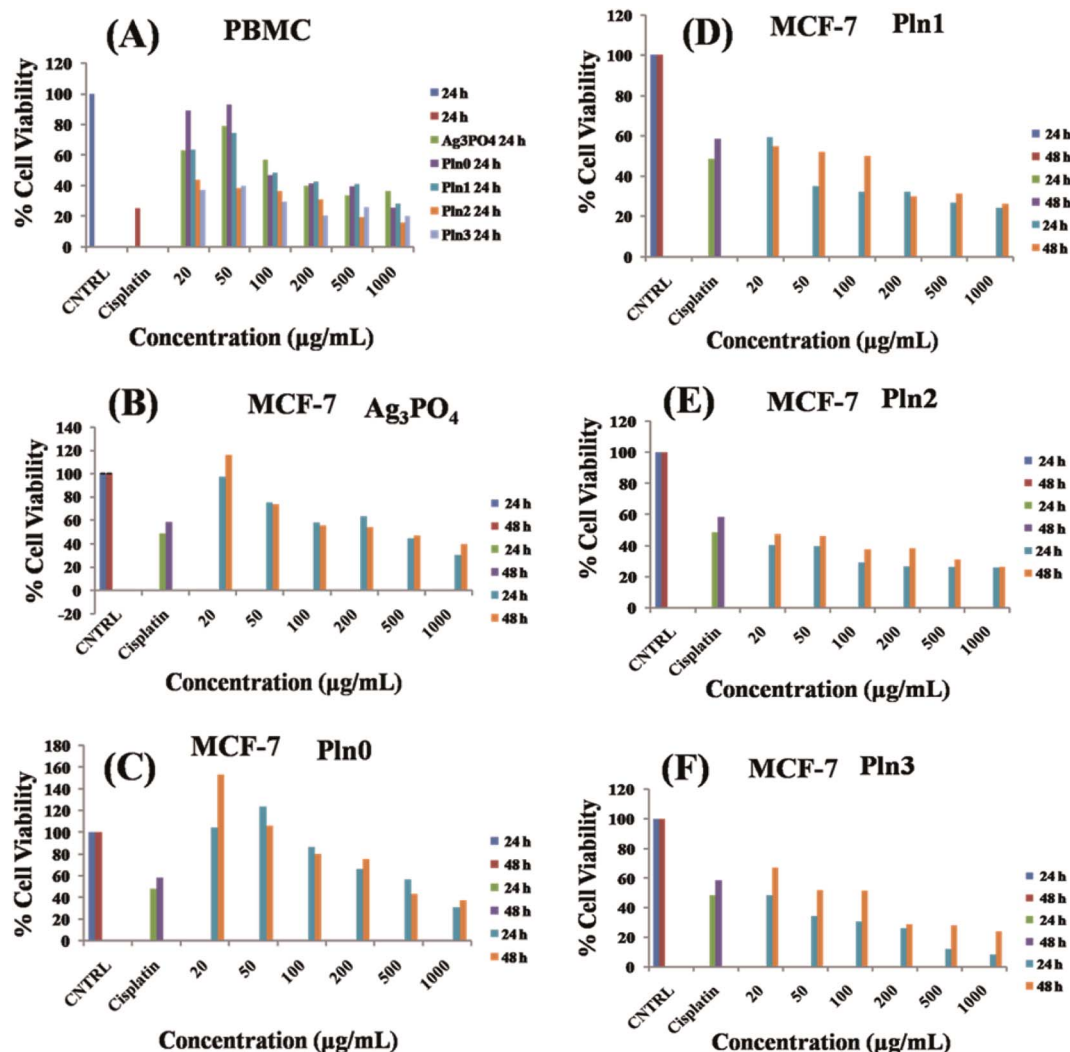 (A) PBMC
% Cell Viability
120
100
80
60
40
20
0
CNTRL Cisplatin 20 50 100 200 500 1000
Concentration (µg/mL)
24 h
24 h
Ag3PO4 24 h
Pln0 24 h
Pln1 24 h
Pln2 24 h
Pln3 24 h
(B) MCF-7 Ag₃PO₄
% Cell Viability
140
120
100
80
60
40
20
0
-20
CNTRL Cisplatin 20 50 100 200 500 1000
Concentration (µg/mL)
24 h
48 h
24 h
48 h
24 h
48 h
(C) MCF-7 Pln0
% Cell Viability
180
160
140
120
100
80
60
40
20
0
CNTRL Cisplatin 20 50 100 200 500 1000
Concentration (µg/mL)
24 h
48 h
24 h
48 h
24 h
48 h
(D) MCF-7 Pln1
% Cell Viability
120
100
80
60
40
20
0
CNTRL Cisplatin 20 50 100 200 500 1000
Concentration (µg/mL)
24 h
48 h
24 h
48 h
24 h
48 h
(E) MCF-7 Pln2
% Cell Viability
120
100
80
60
40
20
0
CNTRL Cisplatin 20 50 100 200 500 1000
Concentration (µg/mL)
24 h
48 h
24 h
48 h
24 h
48 h
(F) MCF-7 Pln3
% Cell Viability
120
100
80
60
40
20
0
CNTRL Cisplatin 20 50 100 200 500 1000
Concentration (µg/mL)
24 h
48 h
24 h
48 h
24 h
48 h